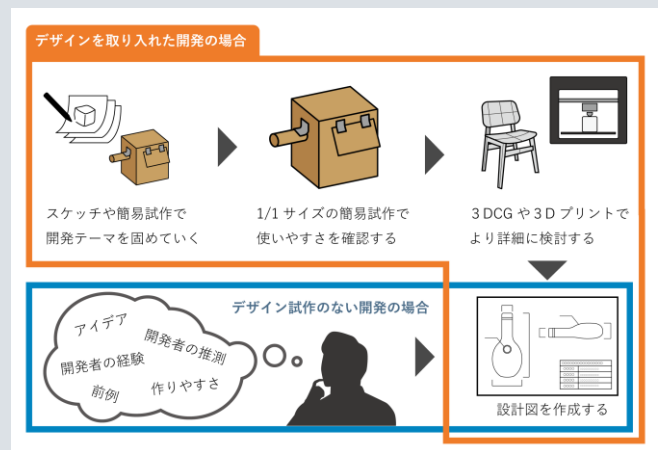 デザインを取り入れた開発の場合
スケッチや簡易試作で
開発テーマを固めていく
1/1 サイズの簡易試作で
使いやすさを確認する
３DCG や３D プリントで
より詳細に検討する
デザイン試作のない開発の場合
アイデア
開発者の推測
開発者の経験
前例
作りやすさ
設計図を作成する